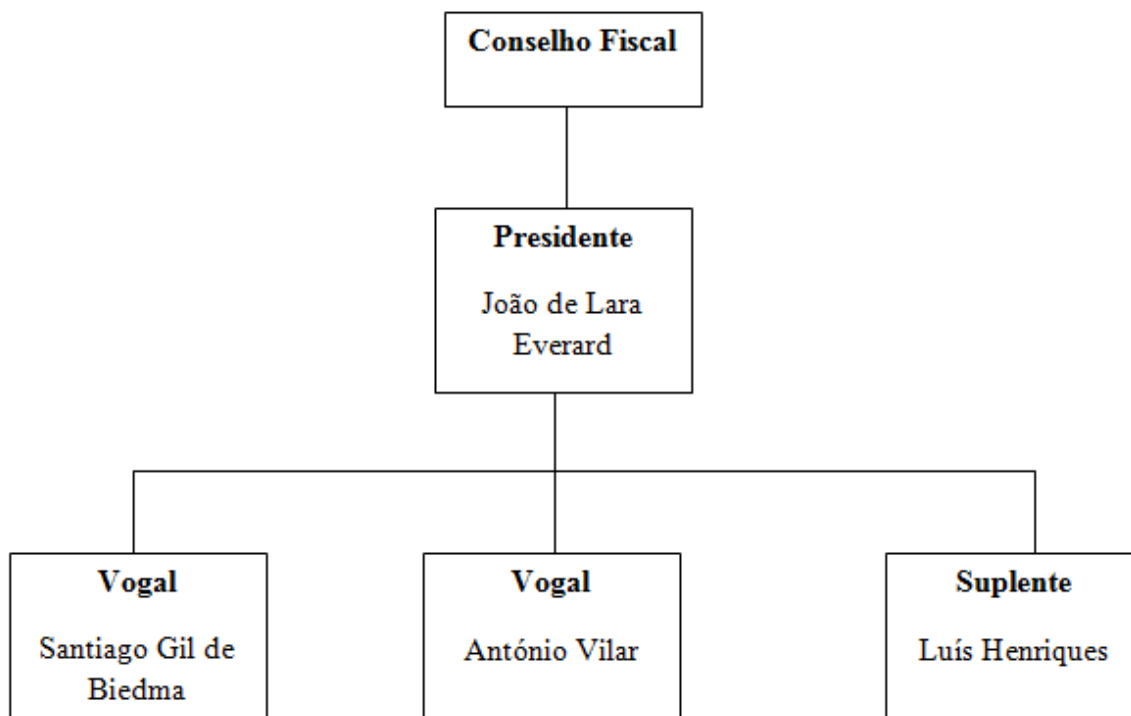 Conselho Fiscal
Presidente
João de Lara
Everard
Vogal
Santiago Gil de
Biedma
Vogal
António Vilar
Suplente
Luís Henriques